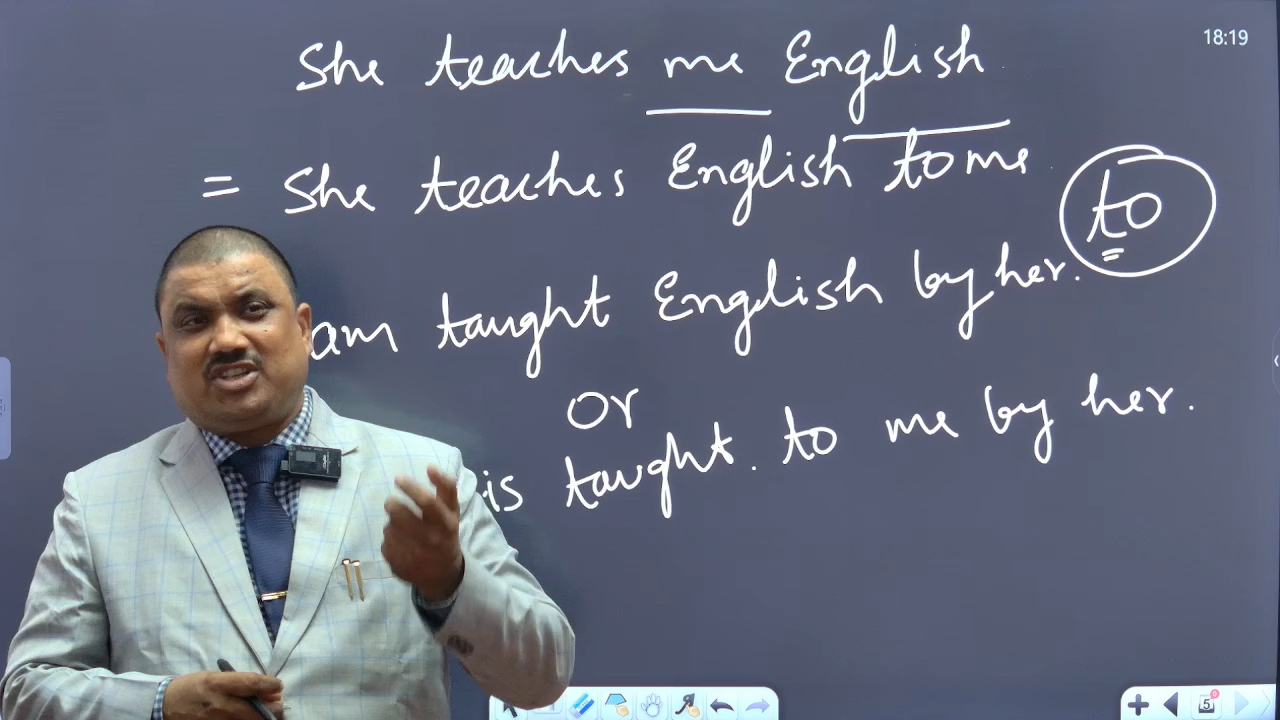 18:19
She teaches me English
= She teaches English to me
to
am taught English by her.
or
is taught. to me by her.
5